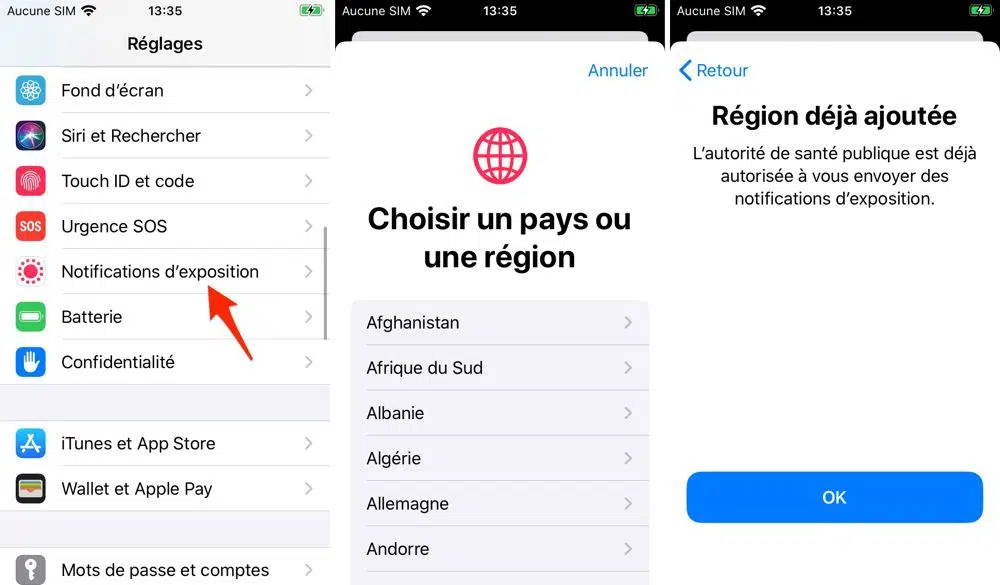 Aucune SIM 13:35
Réglages
Fond d’écran
Siri et Rechercher
Touch ID et code
SOS Urgence SOS
Notifications d’exposition
Batterie
Confidentialité
iTunes et App Store
Wallet et Apple Pay
Mots de passe et comptes
Aucune SIM 13:35
Annuler
Choisir un pays ou
une région
Afghanistan
Afrique du Sud
Albanie
Algérie
Allemagne
Andorre
Aucune SIM 13:35
Retour
Région déjà ajoutée
L’autorité de santé publique est déjà
autorisée à vous envoyer des
notifications d’exposition.
OK